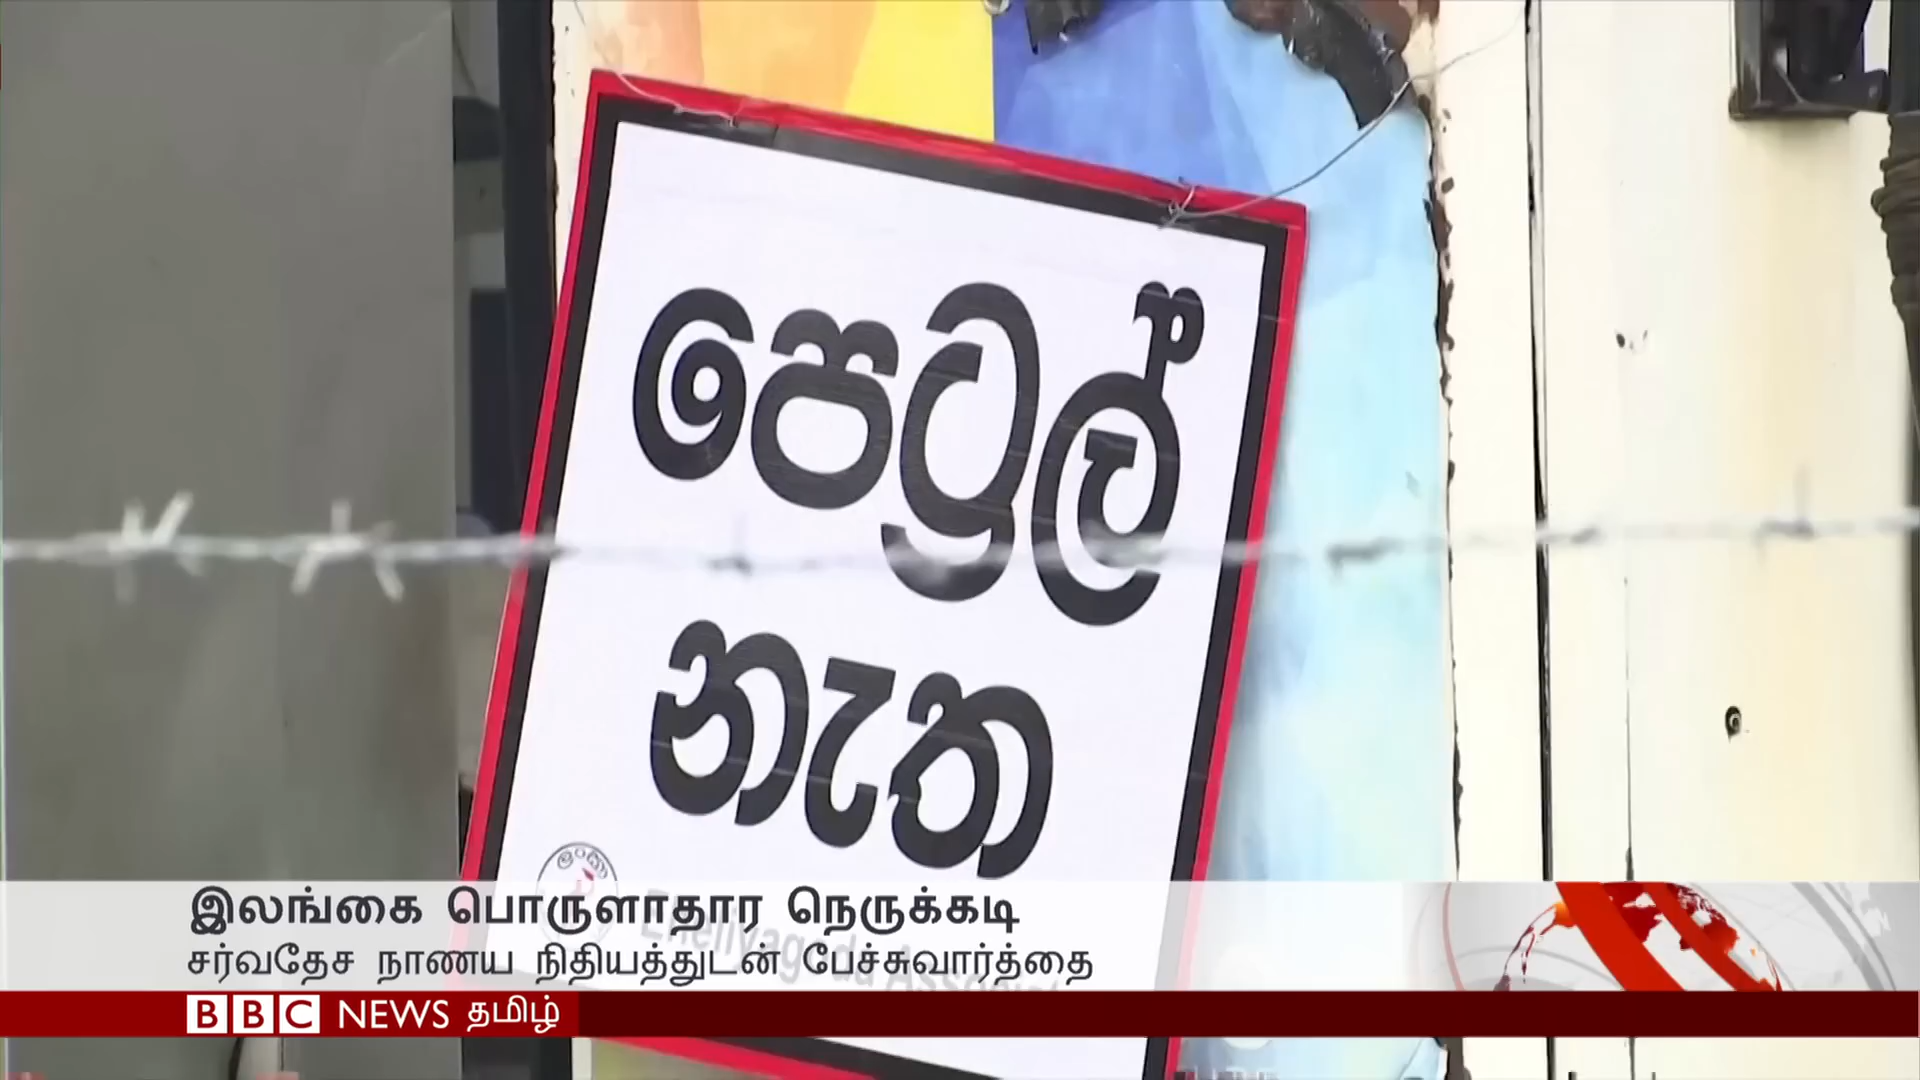 පෙට්‍රල්
නැත
இலங்கை பொருளாதார நெருக்கடி
சர்வதேச நாணய நிதியத்துடன் பேச்சுவார்த்தை
BBC NEWS தமிழ்